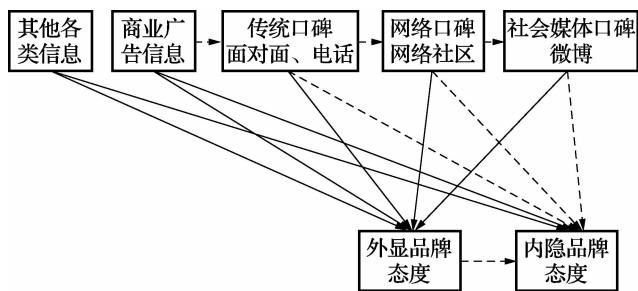 其他各
类信息
商业广
告信息
传统口碑
面对面、电话
网络口碑
网络社区
社会媒体口碑
微博
外显品牌
态度
内隐品牌
态度